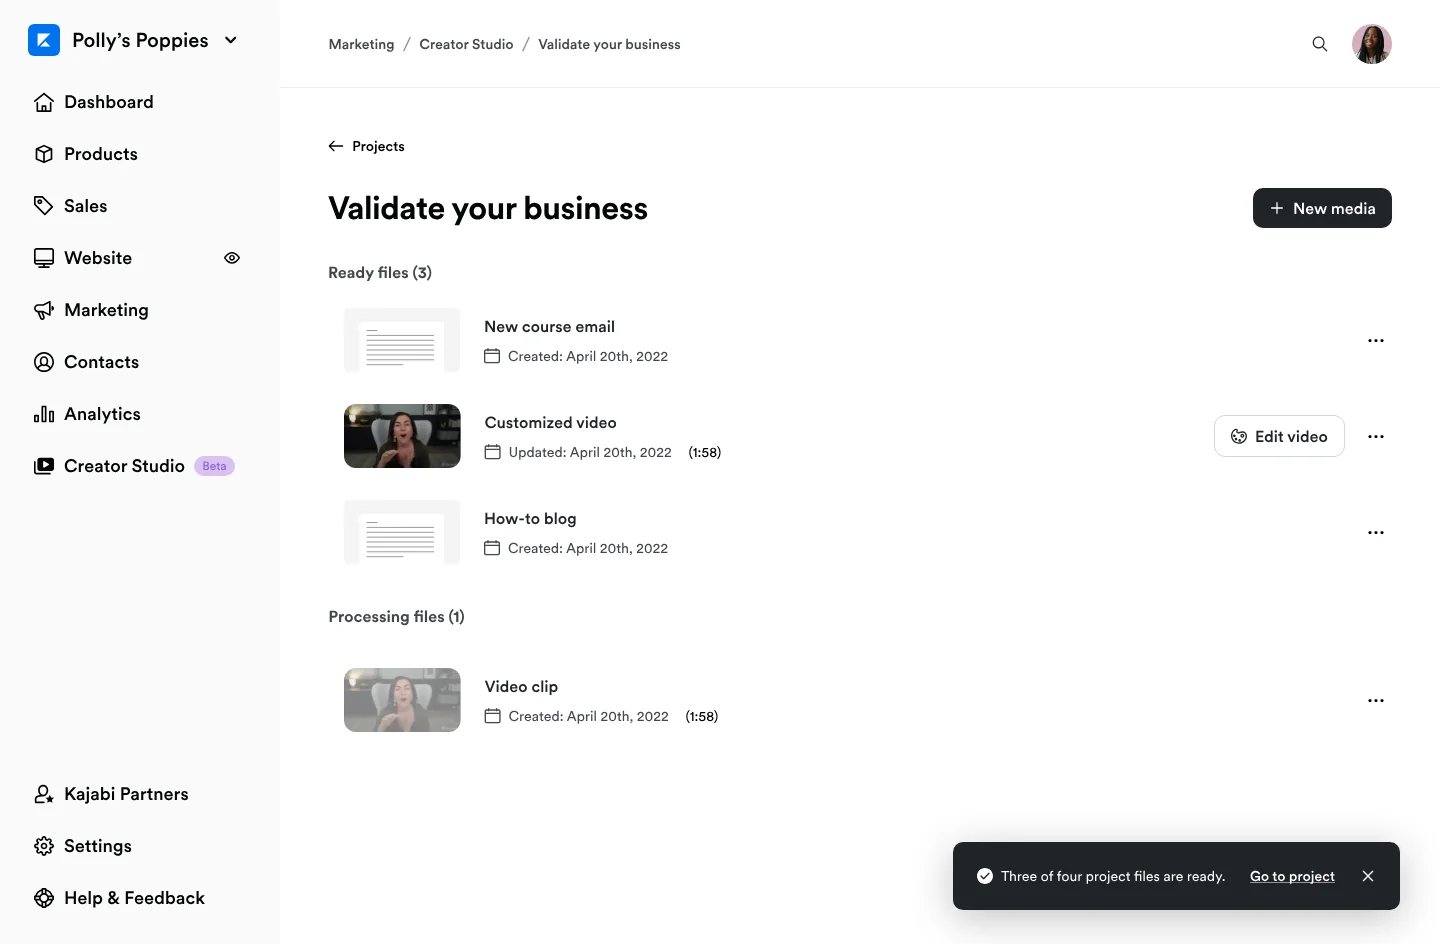 Polly's Poppies
Dashboard
Products
Sales
Website
Marketing
Contacts
Analytics
Creator Studio Beta
Kajabi Partners
Settings
Help & Feedback
Marketing / Creator Studio / Validate your business
Projects
Validate your business
New media
Ready files (3)
New course email
Created: April 20th, 2022
Customized video
Updated: April 20th, 2022 (1:58)
Edit video
How-to blog
Created: April 20th, 2022
Processing files (1)
Video clip
Created: April 20th, 2022 (1:58)
Three of four project files are ready. Go to project